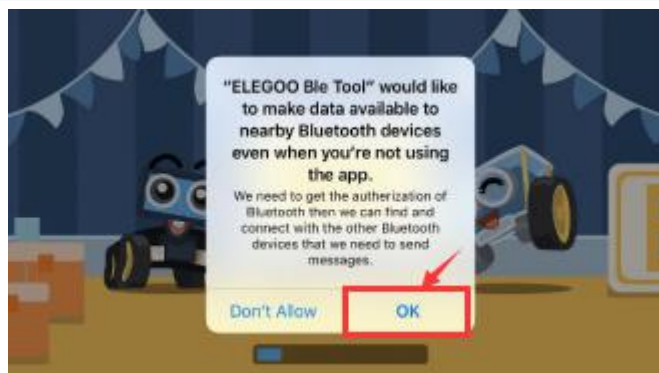 "ELEGOO Ble Tool" would like
to make data available to
nearby Bluetooth devices
even when you're not using
the app.
We need to get the autherization of
Bluetooth then we can find and
connect with the other Bluetooth
devices that we need to send
messages.
Don't Allow OK